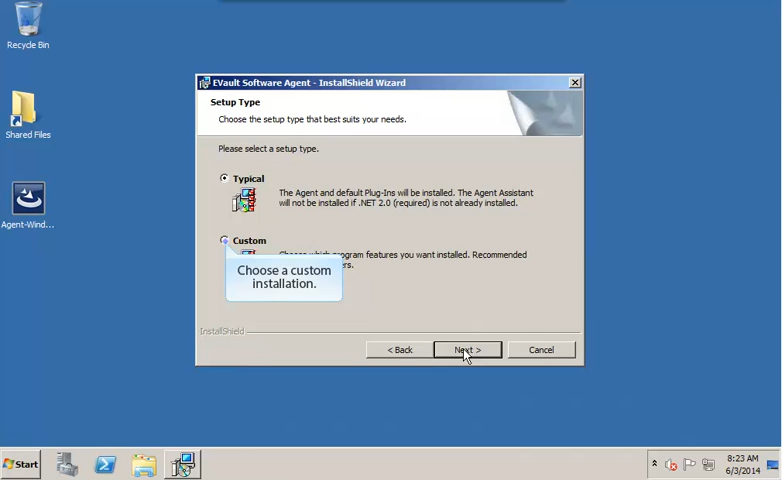 Recycle Bin
Shared Files
Agent-Wind...
EVault Software Agent - InstallShield Wizard
Setup Type
Choose the setup type that best suits your needs.
Please select a setup type.
Typical
The Agent and default Plug-Ins will be installed. The Agent Assistant
will not be installed if .NET 2.0 (required) is not already installed.
Custom
program features you want installed. Recommended
Choose a custom
installation.
InstallShield
< Back
Next >
Cancel
Start
8:23 AM
6/3/2014